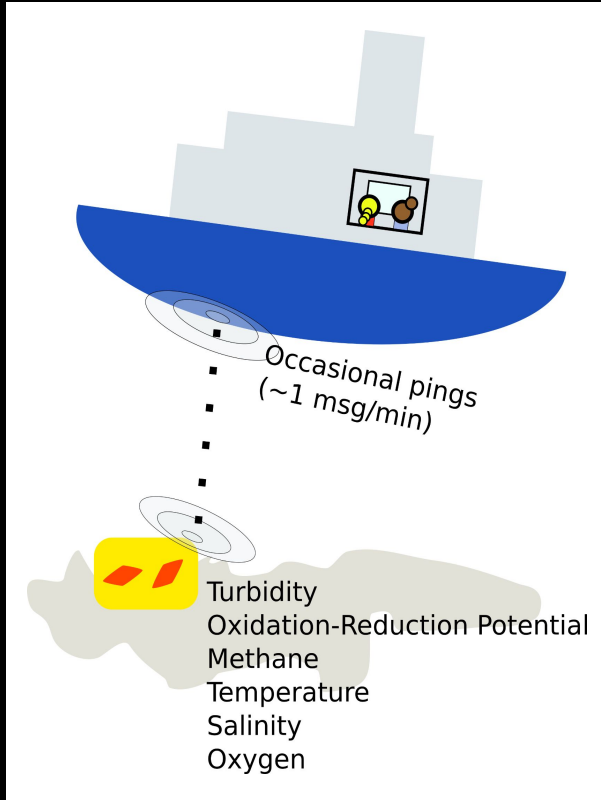 Occasional pings
(~1 msg/min)
Turbidity
Oxidation-Reduction Potential
Methane
Temperature
Salinity
Oxygen